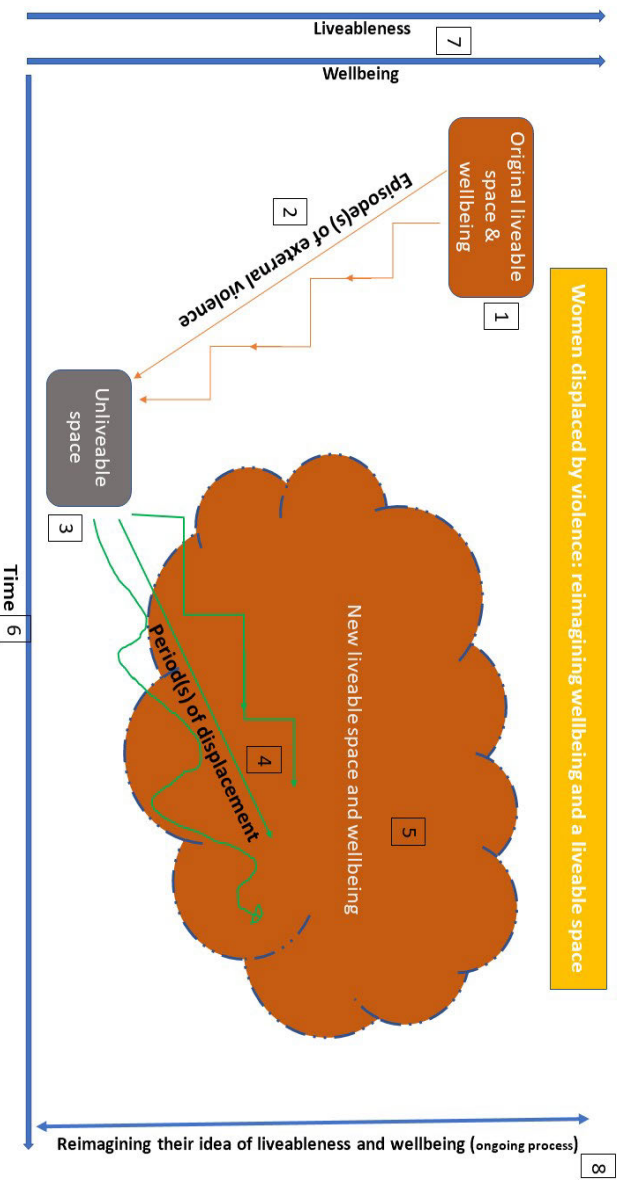 Women displaced by violence: reimagining wellbeing and a liveable space
Liveableness
7
Wellbeing
Original liveable
space &
wellbeing
1
Episode(s) of external violence
2
Unliveable
space
3
Period(s) of displacement
4
New liveable space and wellbeing
5
Time
6
Reimagining their idea of liveableness and wellbeing (ongoing process)
8